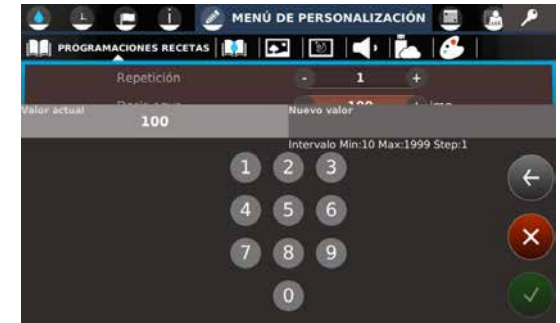 MENÚ DE PERSONALIZACIÓN
PROGRAMACIONES RECETAS
Repetición - 1 +
Valor actual
100
Nuevo valor
Intervalo Min:10 Max:1999 Step:1
1 2 3
4 5 6
7 8 9
0